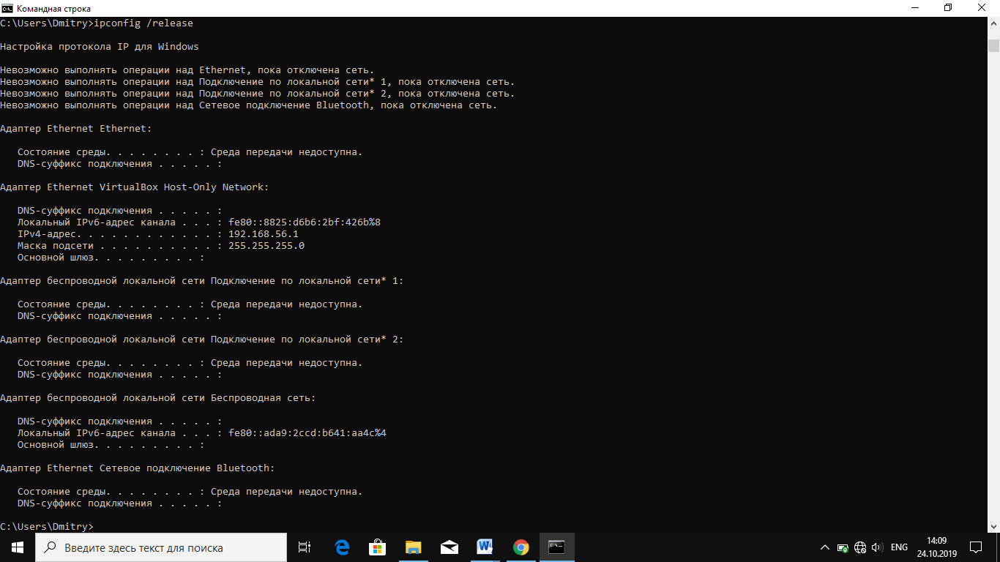 Командная строка
C:\Users\Dmitry>ipconfig /release
Настройка протокола IP для Windows
Невозможно выполнять операции над Ethernet, пока отключена сеть.
Невозможно выполнять операции над Подключение по локальной сети* 1, пока отключена сеть.
Невозможно выполнять операции над Подключение по локальной сети* 2, пока отключена сеть.
Невозможно выполнять операции над Сетевое подключение Bluetooth, пока отключена сеть.
Адаптер Ethernet Ethernet:
Состояние среды. . . . . . . . : Среда передачи недоступна.
DNS-суффикс подключения . . . . . :
Адаптер Ethernet VirtualBox Host-Only Network:
DNS-суффикс подключения . . . . . :
Локальный IPv6-адрес канала . . . : fe80::8825:d6b6:2bf:426b%8
IPv4-адрес. . . . . . . . . . . . : 192.168.56.1
Маска подсети . . . . . . . . . . : 255.255.255.0
Основной шлюз. . . . . . . . . :
Адаптер беспроводной локальной сети Подключение по локальной сети* 1:
Состояние среды. . . . . . . . : Среда передачи недоступна.
DNS-суффикс подключения . . . . . :
Адаптер беспроводной локальной сети Подключение по локальной сети* 2:
Состояние среды. . . . . . . . : Среда передачи недоступна.
DNS-суффикс подключения . . . . . :
Адаптер беспроводной локальной сети Беспроводная сеть:
DNS-суффикс подключения . . . . . :
Локальный IPv6-адрес канала . . . : fe80::ada9:2ccd:b641:aa4c%4
Основной шлюз. . . . . . . . . :
Адаптер Ethernet Сетевое подключение Bluetooth:
Состояние среды. . . . . . . . : Среда передачи недоступна.
DNS-суффикс подключения . . . . . :
C:\Users\Dmitry>
Введите здесь текст для поиска
ENG
14:09
24.10.2019